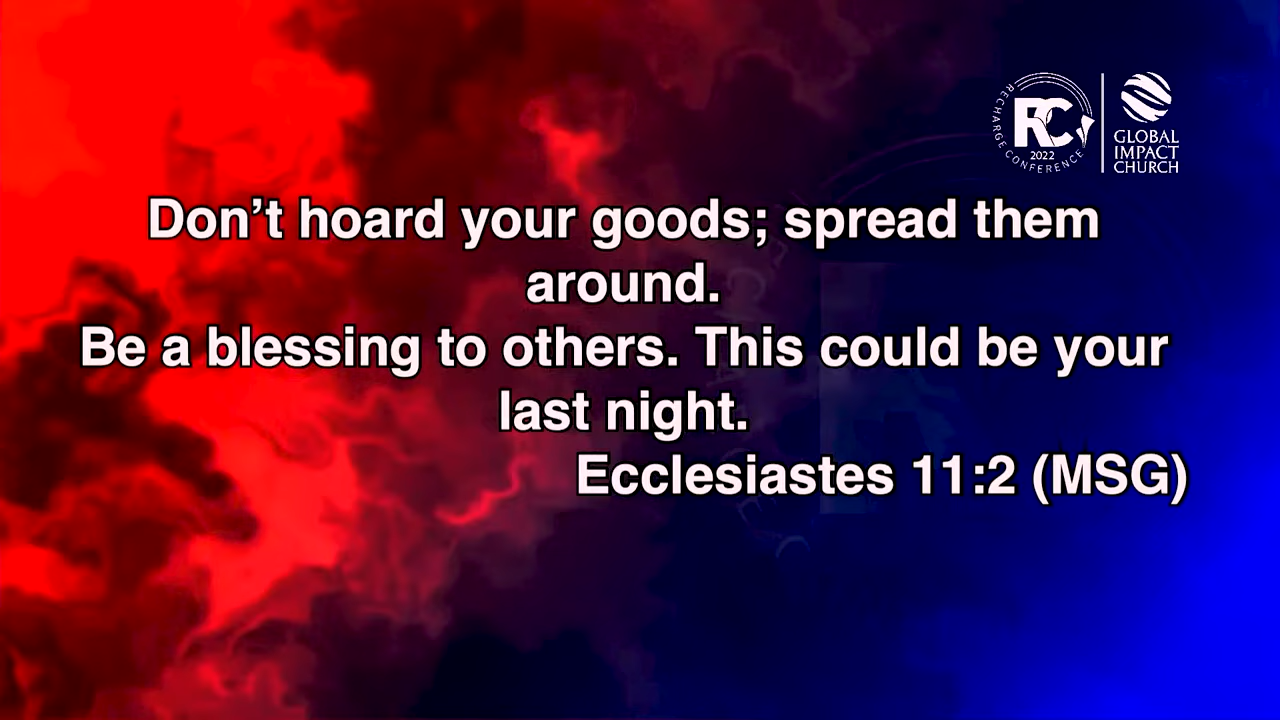 RECHARGE CONFERENCE
RC
2022
GLOBAL
IMPACT
CHURCH
Don’t hoard your goods; spread them
around.
Be a blessing to others. This could be your
last night.
Ecclesiastes 11:2 (MSG)